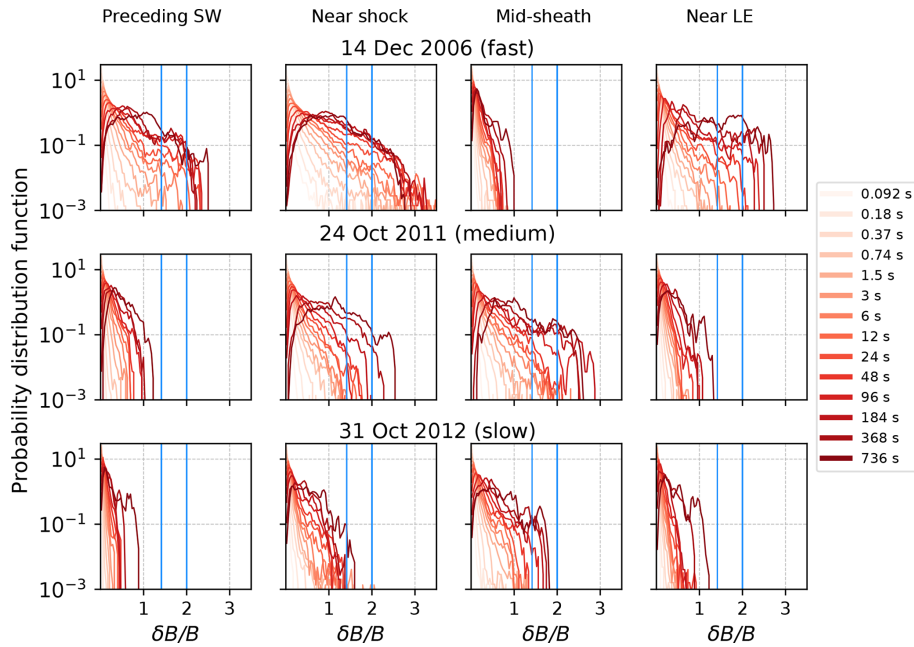 Preceding SW Near shock Mid-sheath Near LE
14 Dec 2006 (fast)
10^1
10^-1
10^-3
24 Oct 2011 (medium)
10^1
10^-1
10^-3
31 Oct 2012 (slow)
10^1
10^-1
10^-3
1 2 3 1 2 3 1 2 3 1 2 3
δB/B δB/B δB/B δB/B
Probability distribution function
0.092 s
0.18 s
0.37 s
0.74 s
1.5 s
3 s
6 s
12 s
24 s
48 s
96 s
184 s
368 s
736 s